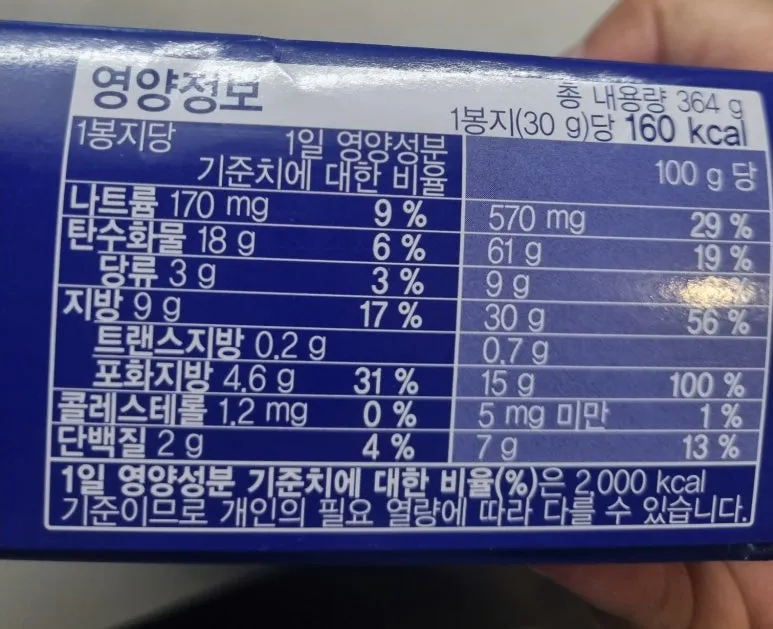 영양정보
총 내용량 364 g
1봉지(30 g)당 160 kcal
1봉지당 1일 영양성분 기준치에 대한 비율 100 g 당
나트륨 170 mg 9 % 570 mg 29 %
탄수화물 18 g 6 % 61 g 19 %
당류 3 g 3 % 9 g %
지방 9 g 17 % 30 g 56 %
트랜스지방 0.2 g 0.7 g
포화지방 4.6 g 31 % 15 g 100 %
콜레스테롤 1.2 mg 0 % 5 mg 미만 1 %
단백질 2 g 4 % 7 g 13 %
1일 영양성분 기준치에 대한 비율(%)은 2 000 kcal
기준이므로 개인의 필요 열량에 따라 다를 수 있습니다.